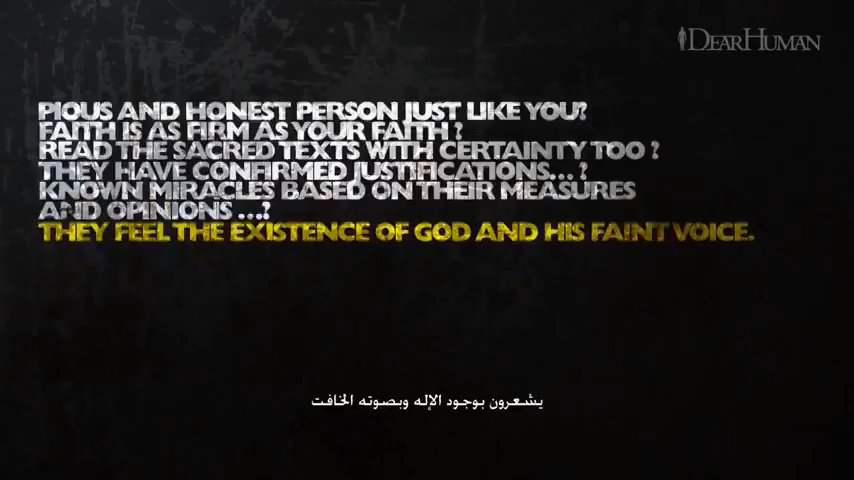 DEARHUMAN
PIOUS AND HONEST PERSON JUST LIKE YOU?
FAITH IS AS FIRM AS YOUR FAITH ?
READ THE SACRED TEXTS WITH CERTAINTY TOO ?
THEY HAVE CONFIRMED JUSTIFICATIONS... ?
KNOWN MIRACLES BASED ON THEIR MEASURES
AND OPINIONS ...?
THEY FEEL THE EXISTENCE OF GOD AND HIS FAINT VOICE.
يشعرون بوجود الإله وبصوته الخافت